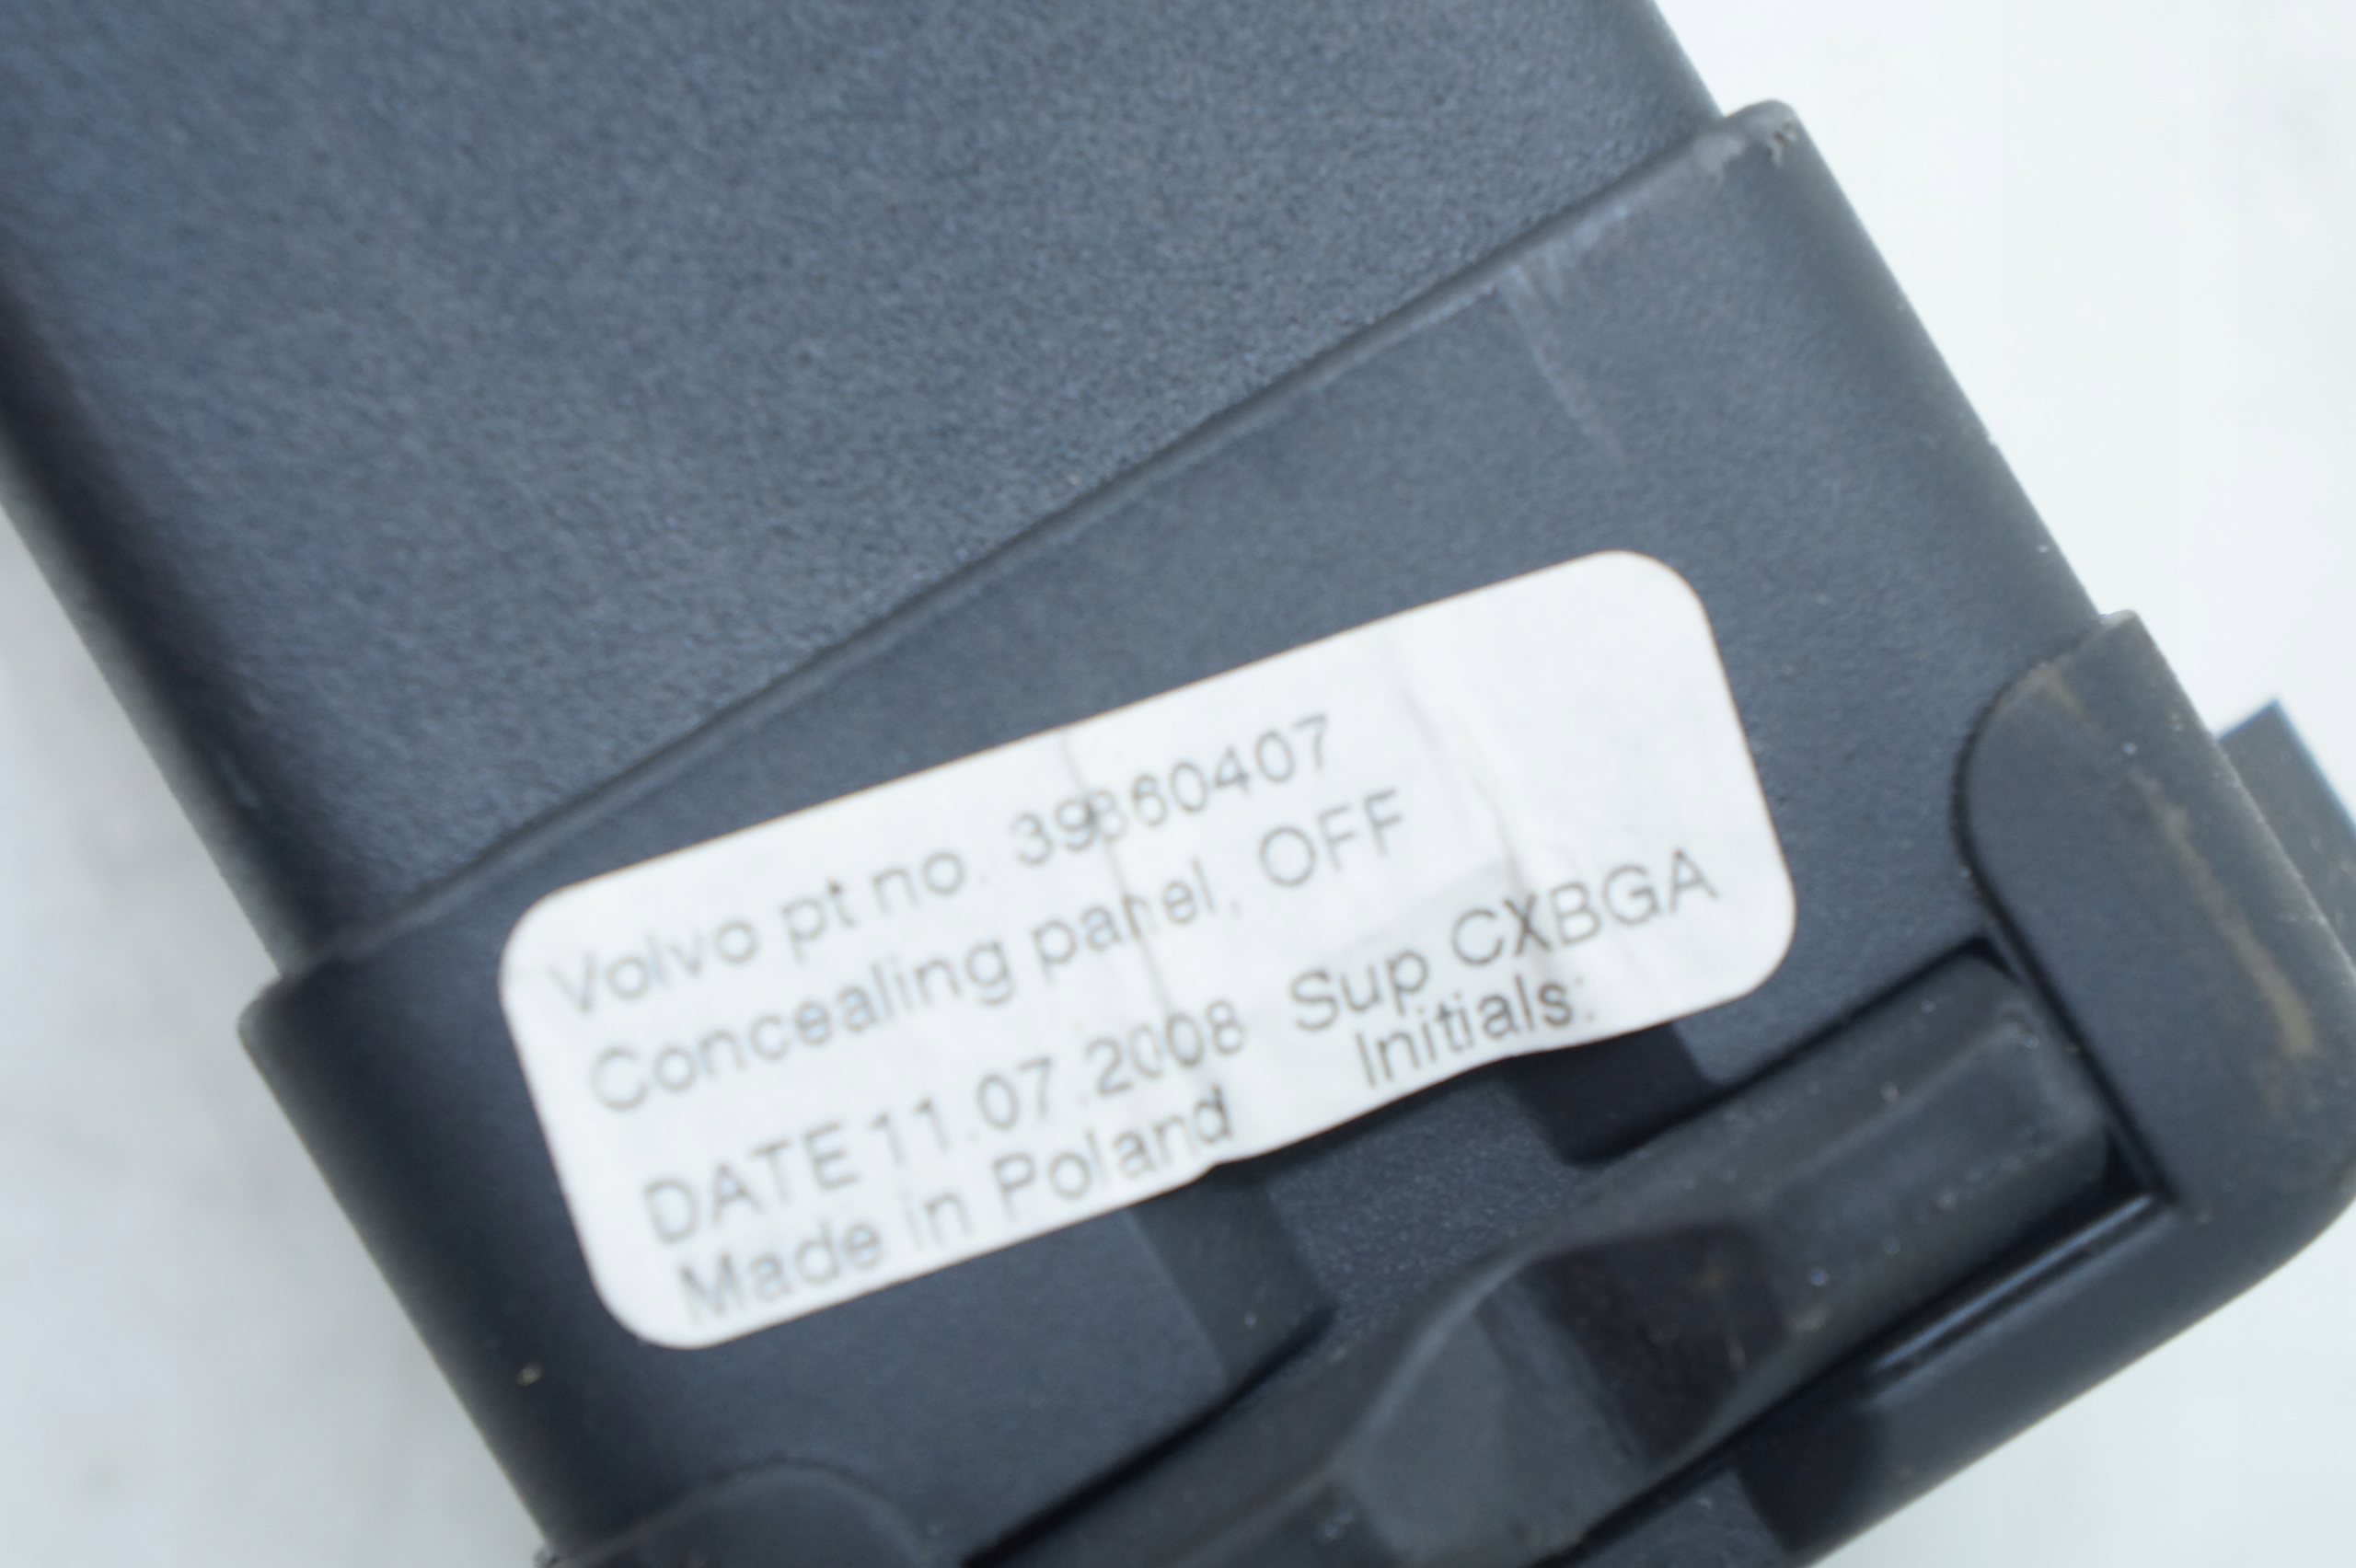 Volvo pt no. 39860407
Concealing panel, OFF
DATE 11.07.2008 Sup CXBGA
Made in Poland Initials: